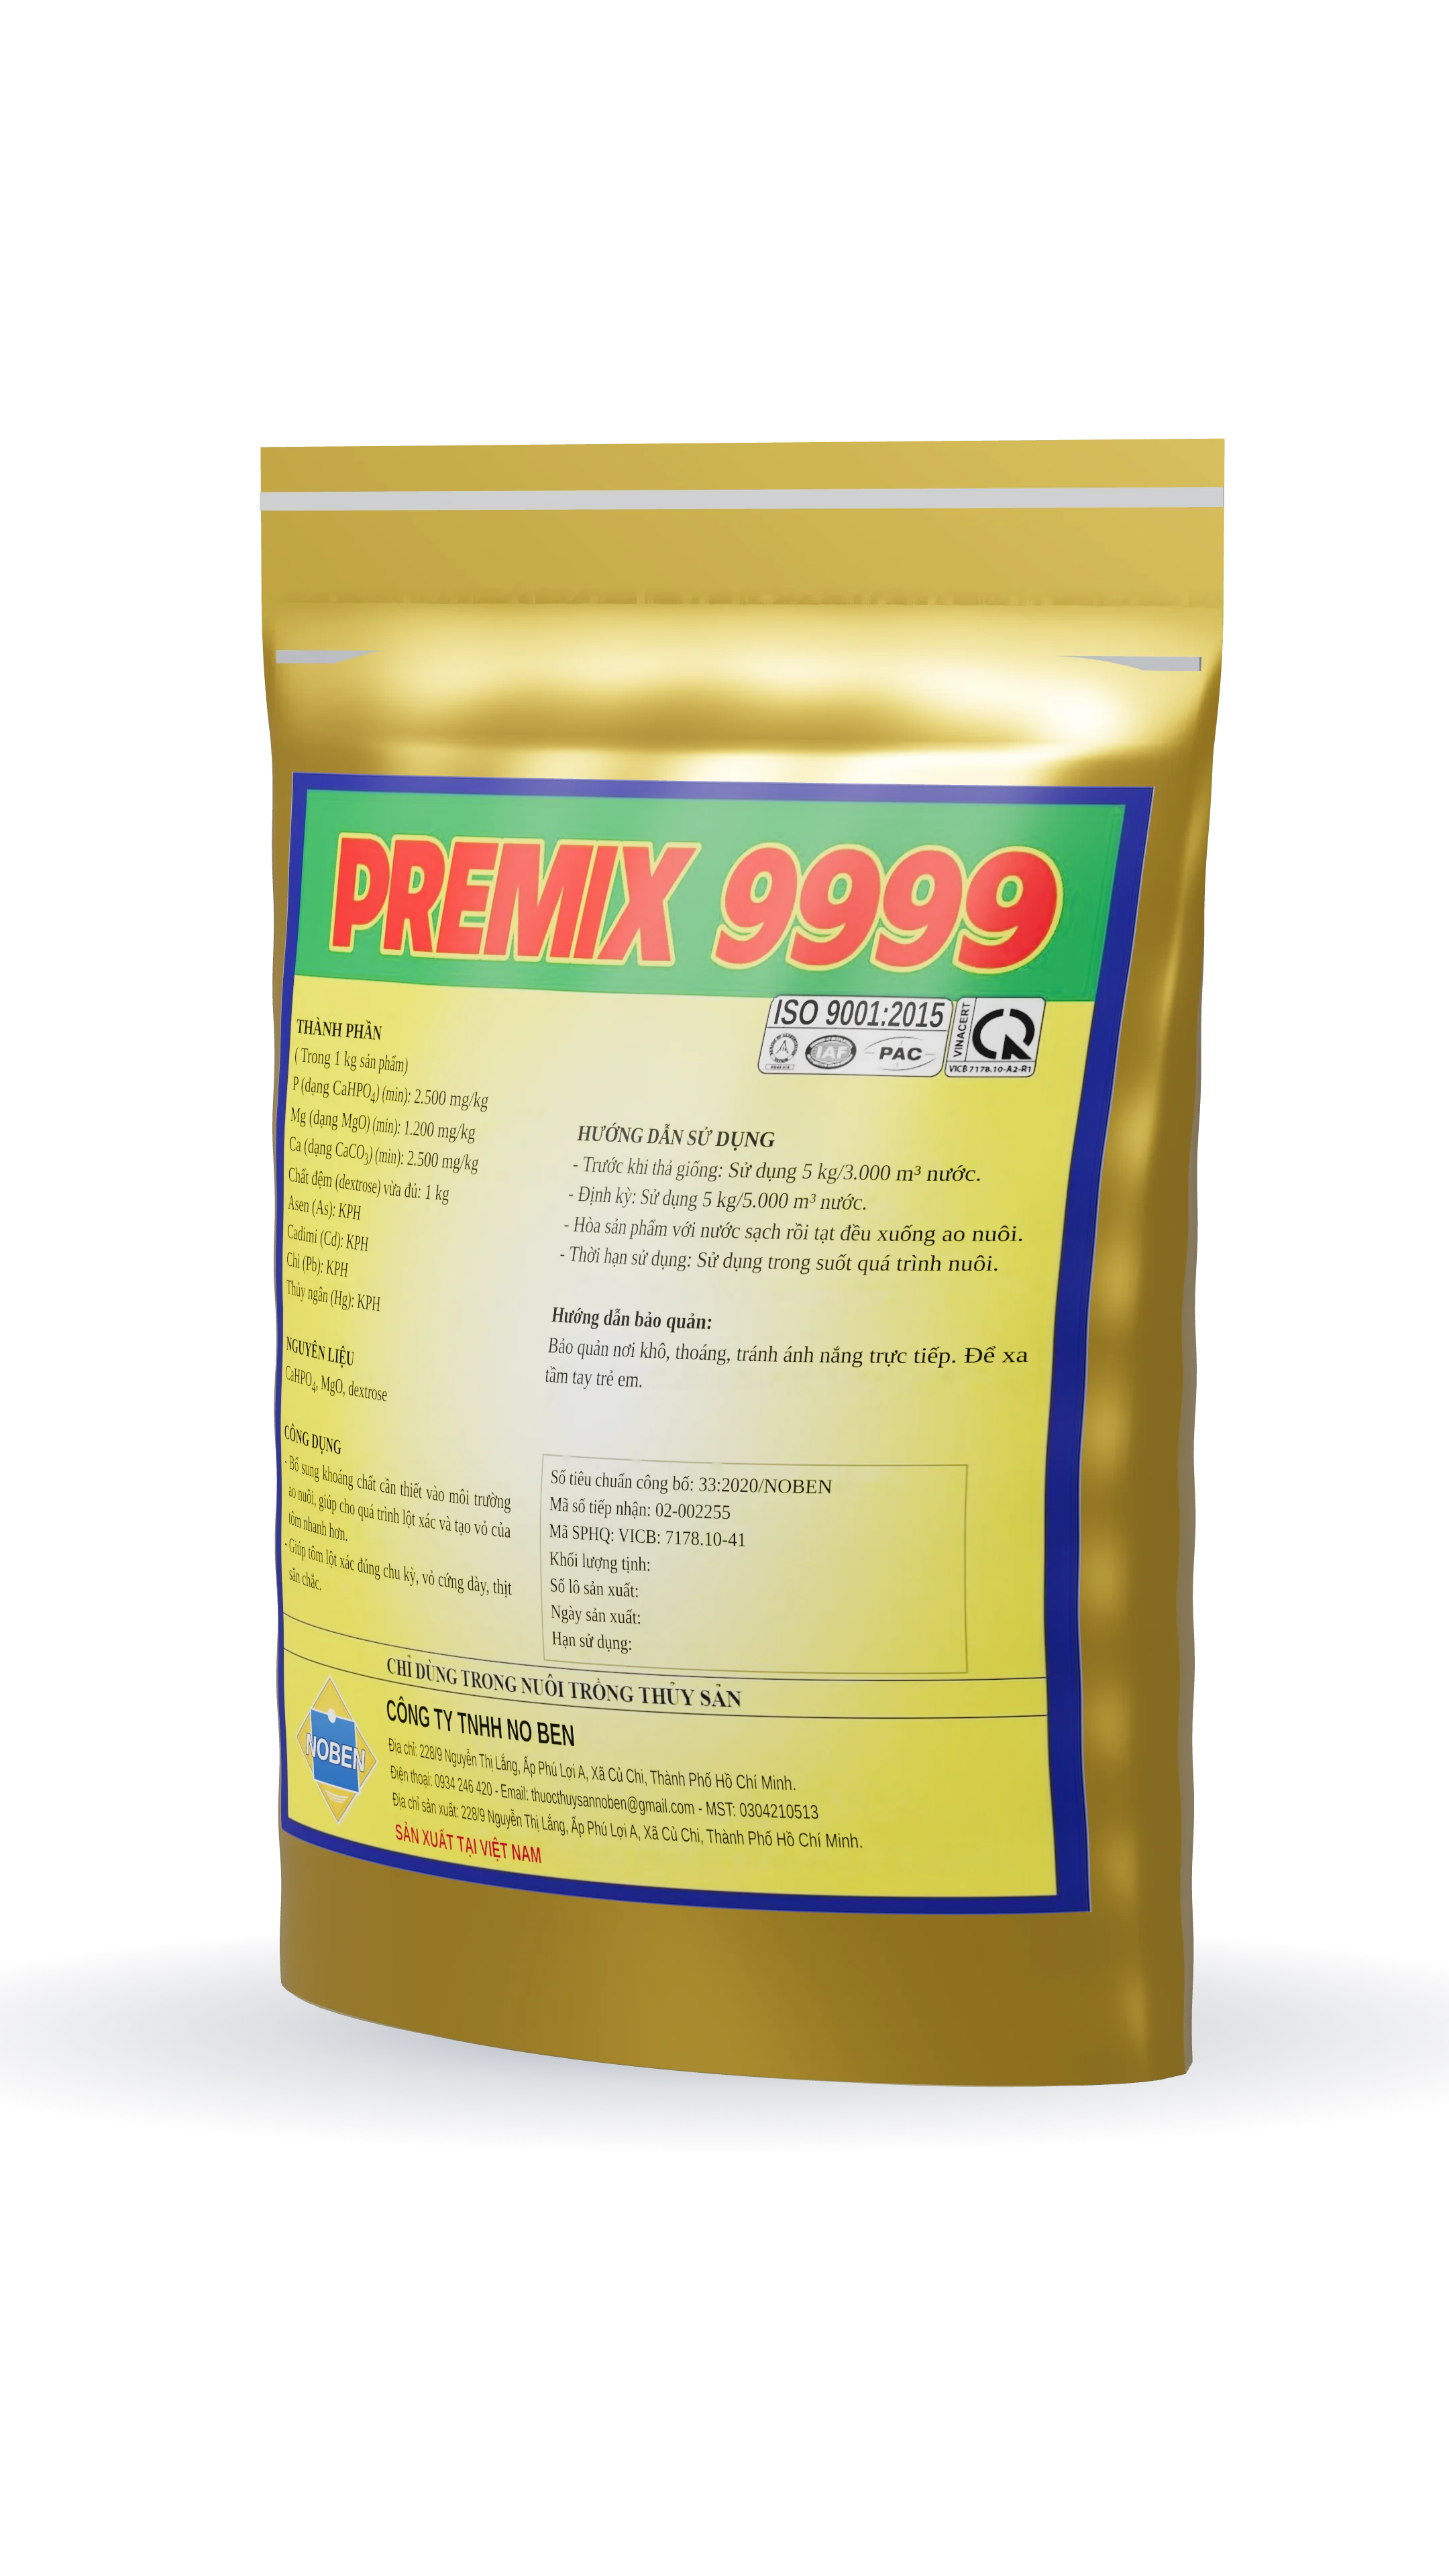 PREMIX 9999
ISO 9001:2015
IAF
PAC
VINACERT
VICB 7178.10-A2-R1
THÀNH PHẦN
( Trong 1 kg sản phẩm)
P (dạng CaHPO₄) (min): 2.500 mg/kg
Mg (dạng MgO) (min): 1.200 mg/kg
Ca (dạng CaCO₃) (min): 2.500 mg/kg
Chất đệm (dextrose) vừa đủ: 1 kg
Asen (As): KPH
Cadimi (Cd): KPH
Chì (Pb): KPH
Thủy ngân (Hg): KPH
NGUYÊN LIỆU
CaHPO₄, MgO, dextrose
CÔNG DỤNG
- Bổ sung khoáng chất cần thiết vào môi trường
ao nuôi, giúp cho quá trình lột xác và tạo vỏ của
tôm nhanh hơn.
- Giúp tôm lột xác đúng chu kỳ, vỏ cứng dày, thịt
săn chắc.
HƯỚNG DẪN SỬ DỤNG
- Trước khi thả giống: Sử dụng 5 kg/3.000 m³ nước.
- Định kỳ: Sử dụng 5 kg/5.000 m³ nước.
- Hòa sản phẩm với nước sạch rồi tạt đều xuống ao nuôi.
- Thời hạn sử dụng: Sử dụng trong suốt quá trình nuôi.
Hướng dẫn bảo quản:
Bảo quản nơi khô, thoáng, tránh ánh nắng trực tiếp. Để xa
tầm tay trẻ em.
Số tiêu chuẩn công bố: 33:2020/NOBEN
Mã số tiếp nhận: 02-002255
Mã SPHQ: VICB: 7178.10-41
Khối lượng tịnh:
Số lô sản xuất:
Ngày sản xuất:
Hạn sử dụng:
CHỈ DÙNG TRONG NUÔI TRỒNG THỦY SẢN
NOBEN
CÔNG TY TNHH NO BEN
Địa chỉ: 228/9 Nguyễn Thị Lắng, Ấp Phú Lợi A, Xã Củ Chi, Thành Phố Hồ Chí Minh.
Điện thoại: 0934 246 420 - Email: thuocthuysannoben@gmail.com - MST: 0304210513
Địa chỉ sản xuất: 228/9 Nguyễn Thị Lắng, Ấp Phú Lợi A, Xã Củ Chi, Thành Phố Hồ Chí Minh.
SẢN XUẤT TẠI VIỆT NAM